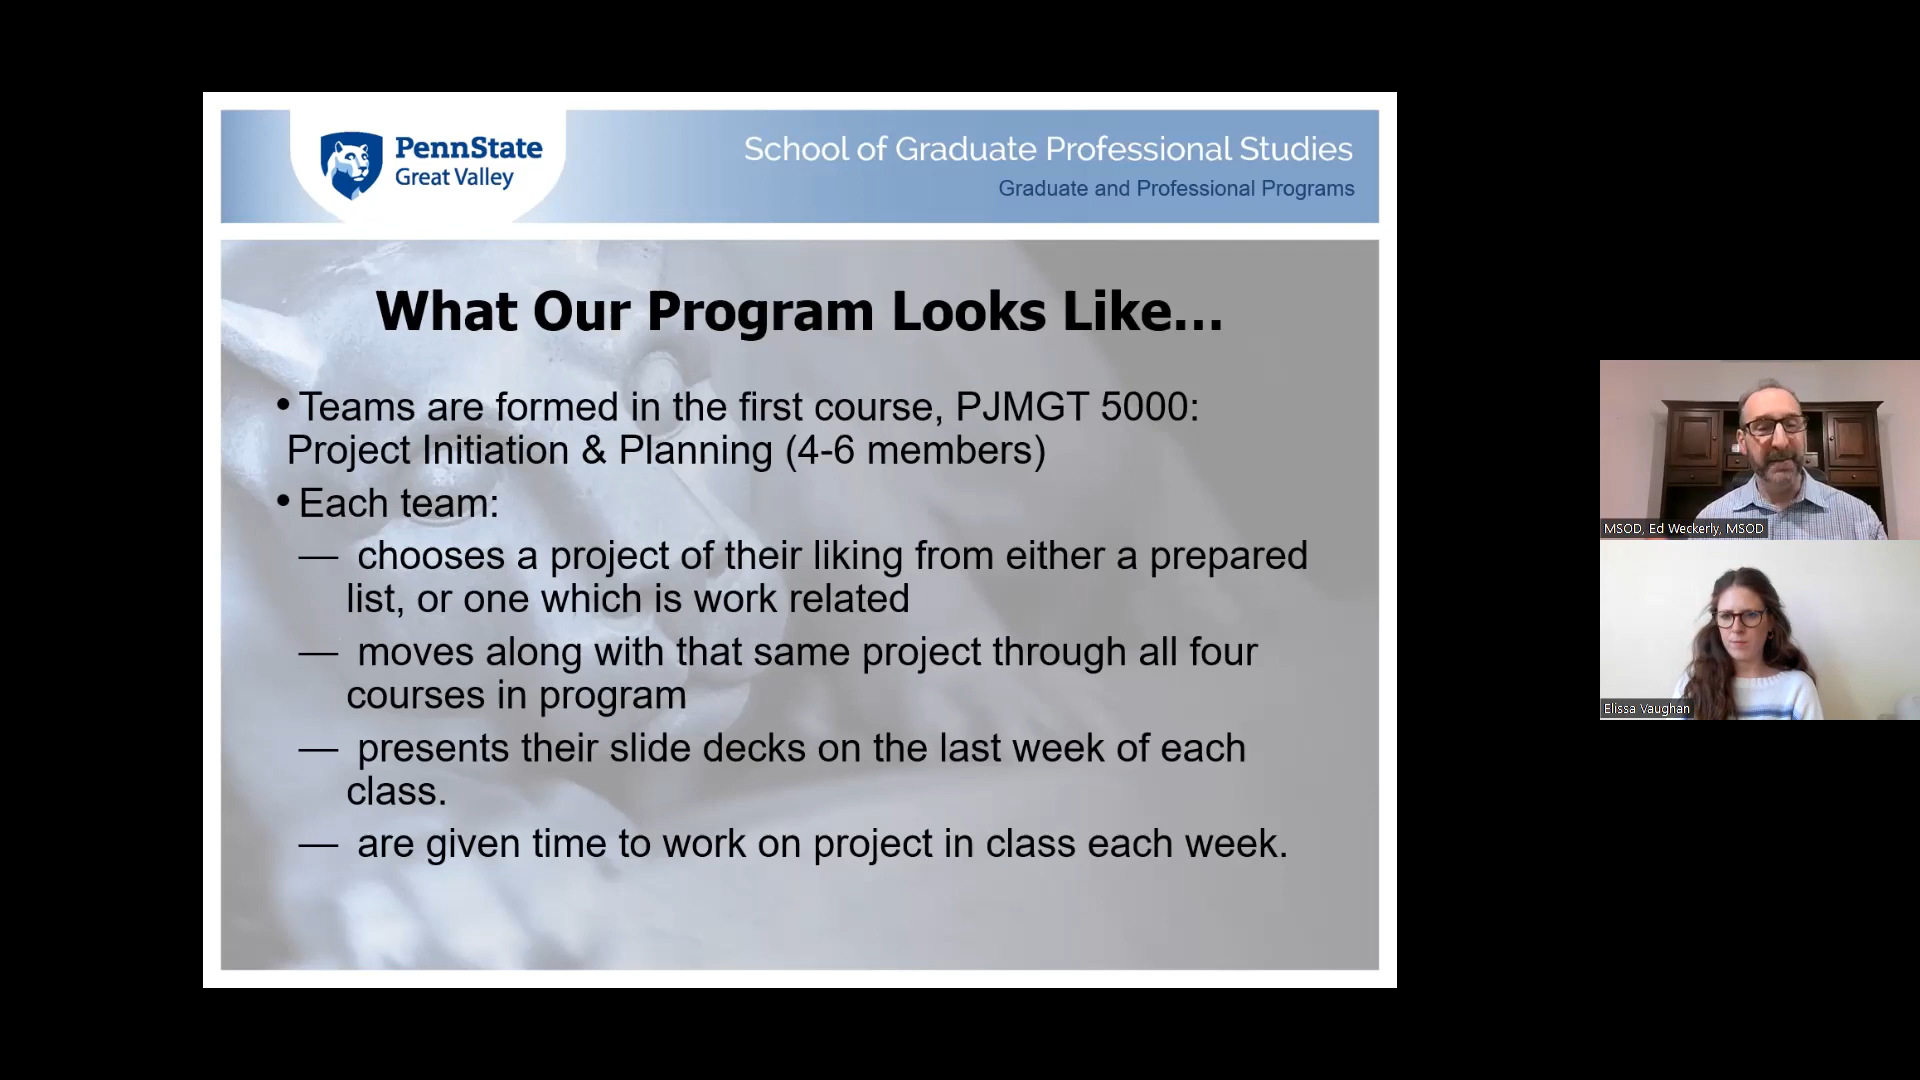 PennState
Great Valley
School of Graduate Professional Studies
Graduate and Professional Programs
What Our Program Looks Like...
• Teams are formed in the first course, PJMGT 5000:
Project Initiation & Planning (4-6 members)
• Each team:
— chooses a project of their liking from either a prepared
list, or one which is work related
— moves along with that same project through all four
courses in program
— presents their slide decks on the last week of each
class.
— are given time to work on project in class each week.
MSOD, Ed Weckerly, MSOD
Elissa Vaughan